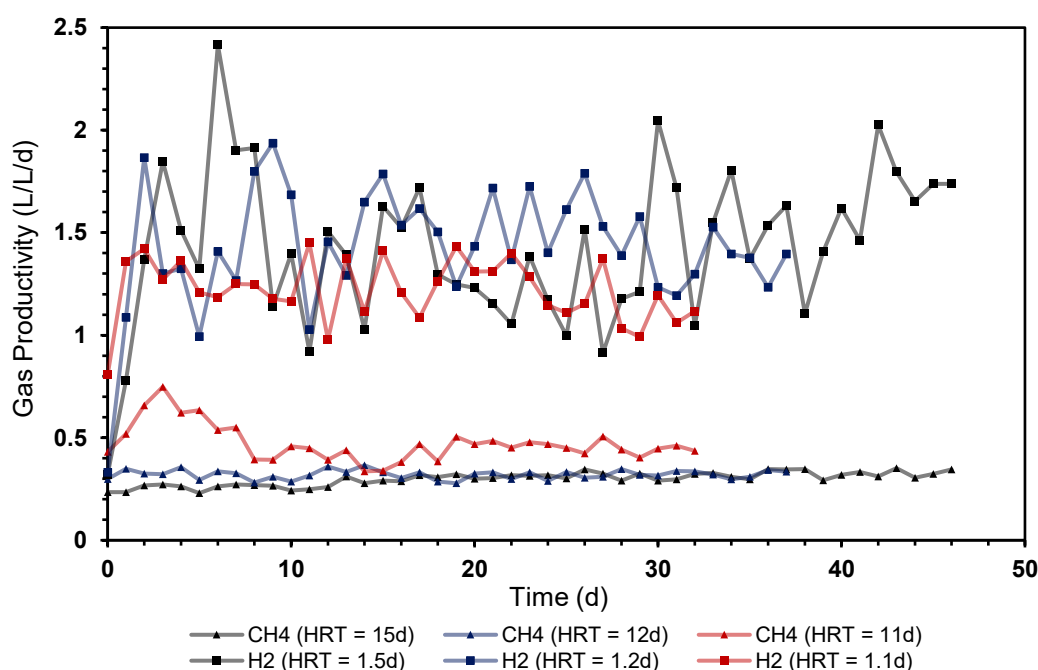 2.5
2
1.5
1
0.5
0
Gas Productivity (L/L/d)
0 10 20 30 40 50
Time (d)
CH4 (HRT = 15d) CH4 (HRT = 12d) CH4 (HRT = 11d)
H2 (HRT = 1.5d) H2 (HRT = 1.2d) H2 (HRT = 1.1d)